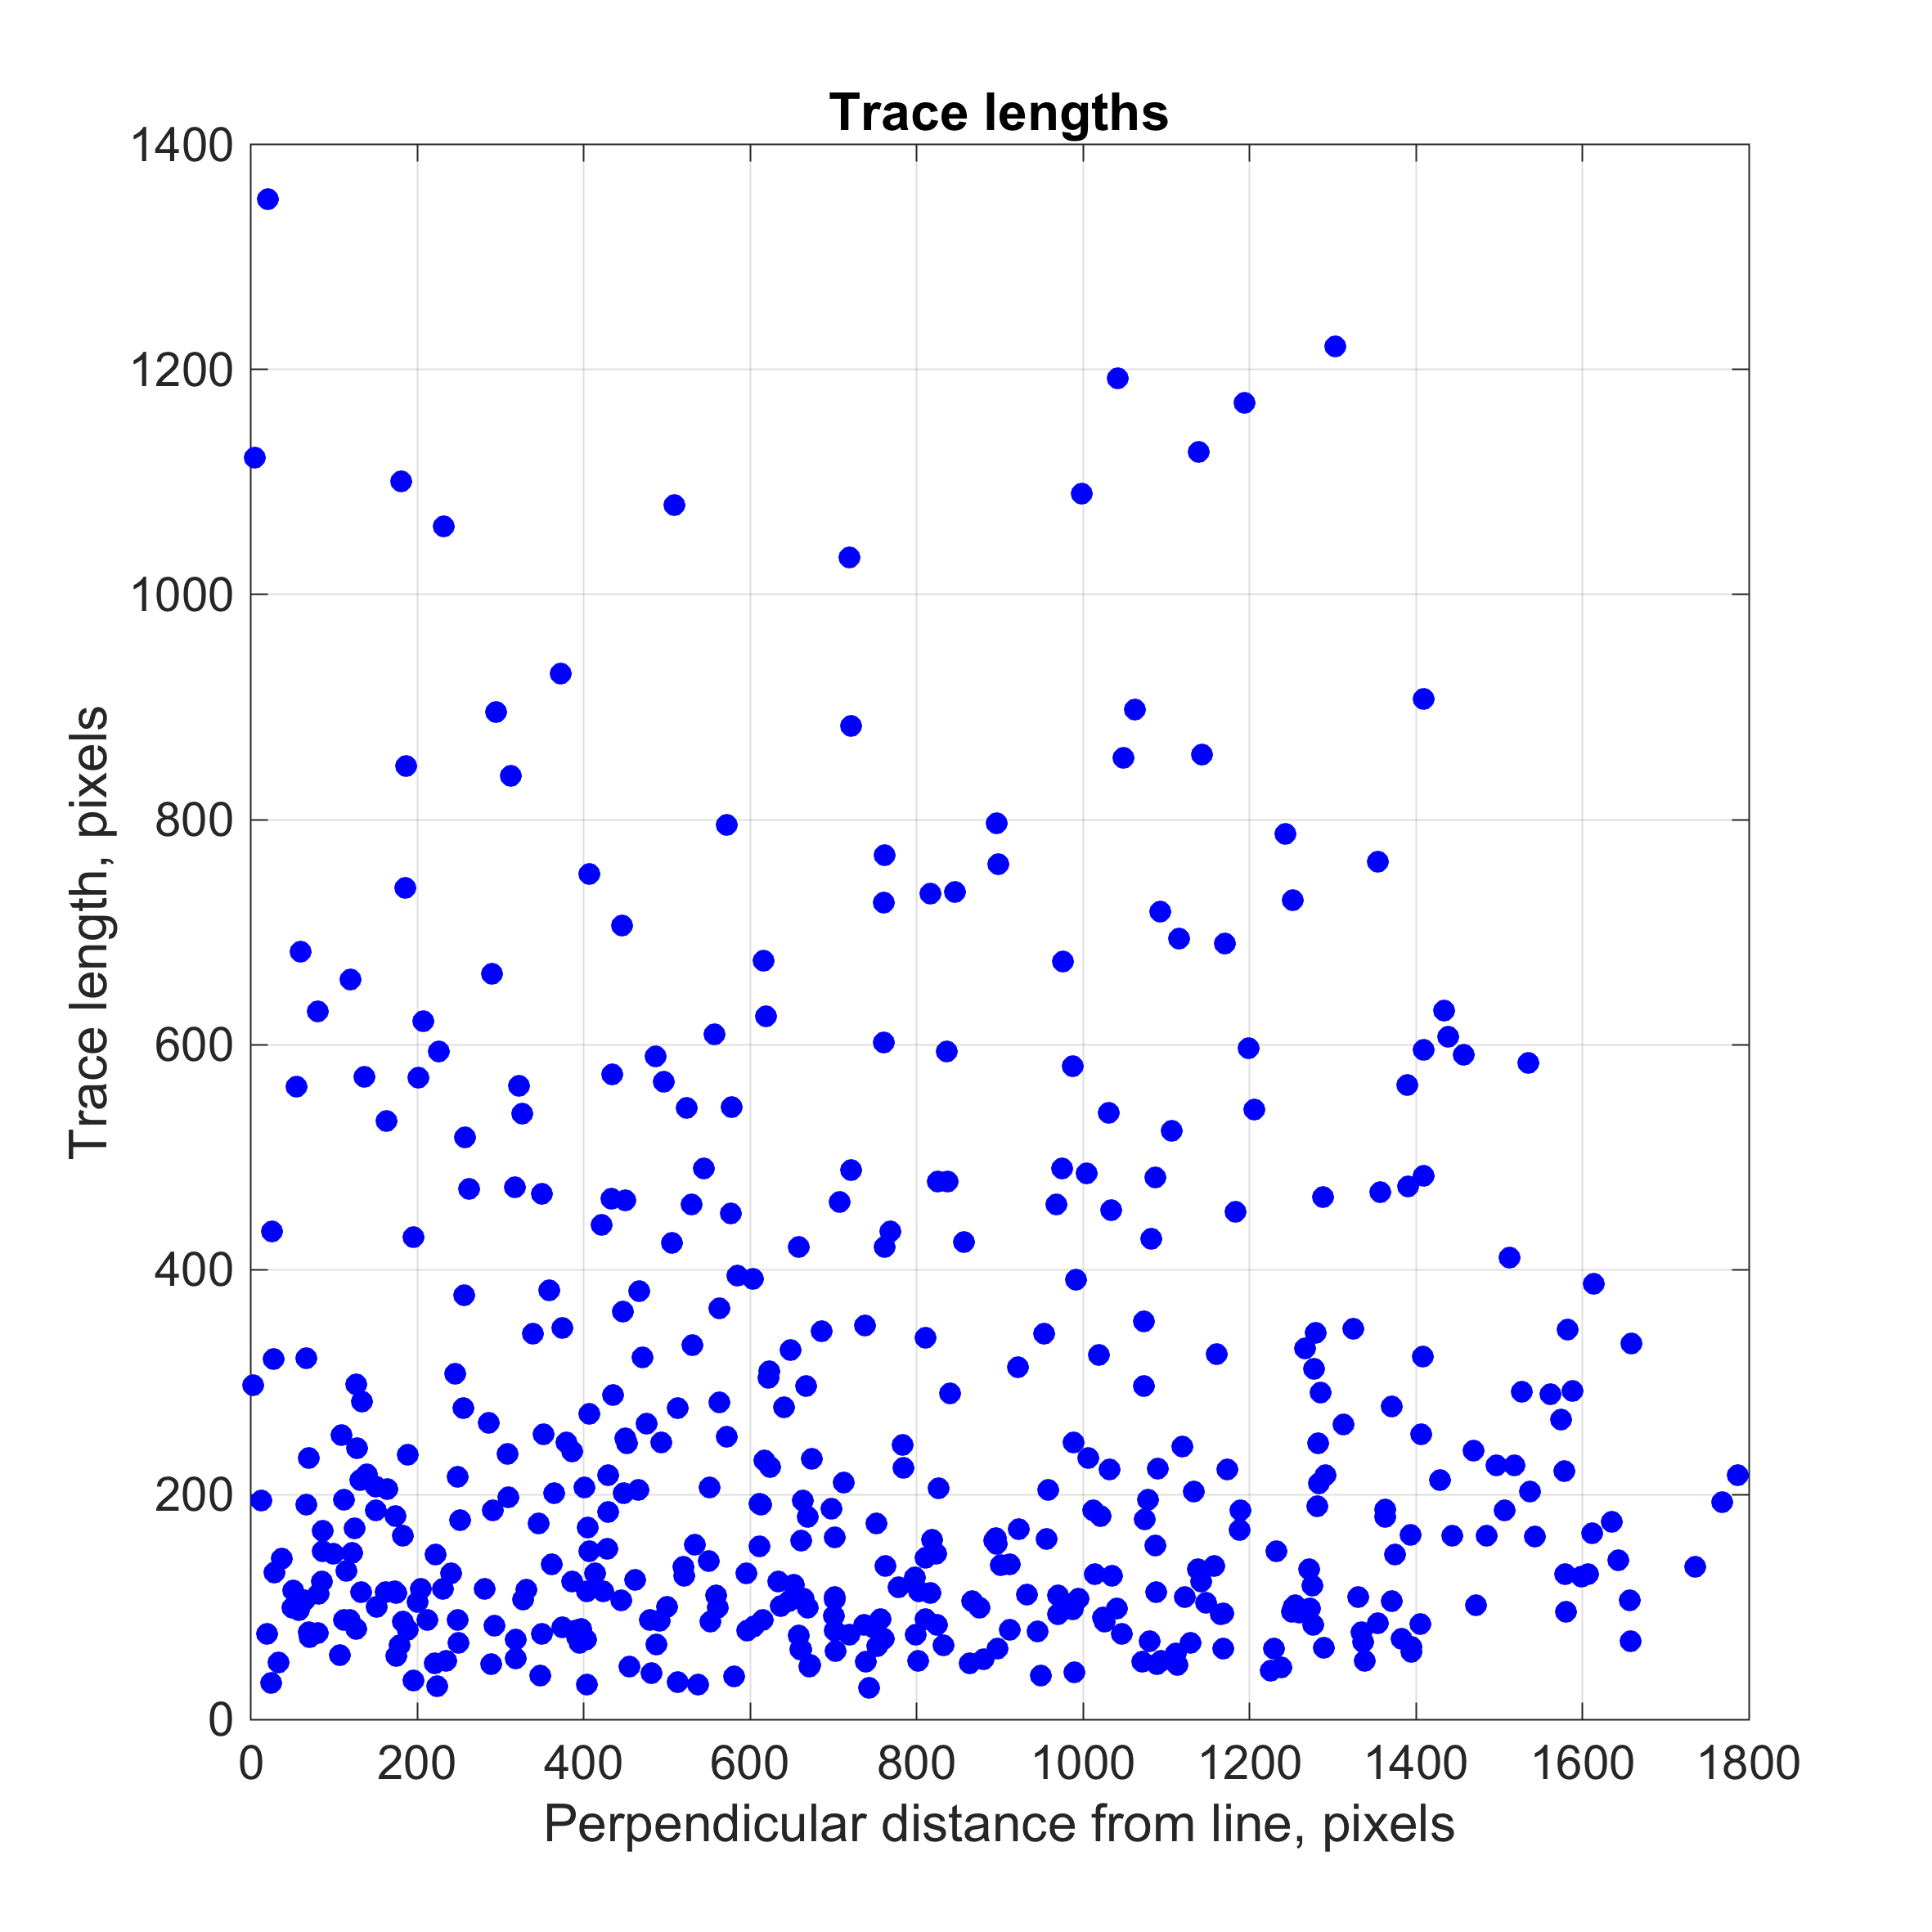 Trace lengths
1400
1200
1000
800
600
400
200
0
Trace length, pixels
0 200 400 600 800 1000 1200 1400 1600 1800
Perpendicular distance from line, pixels